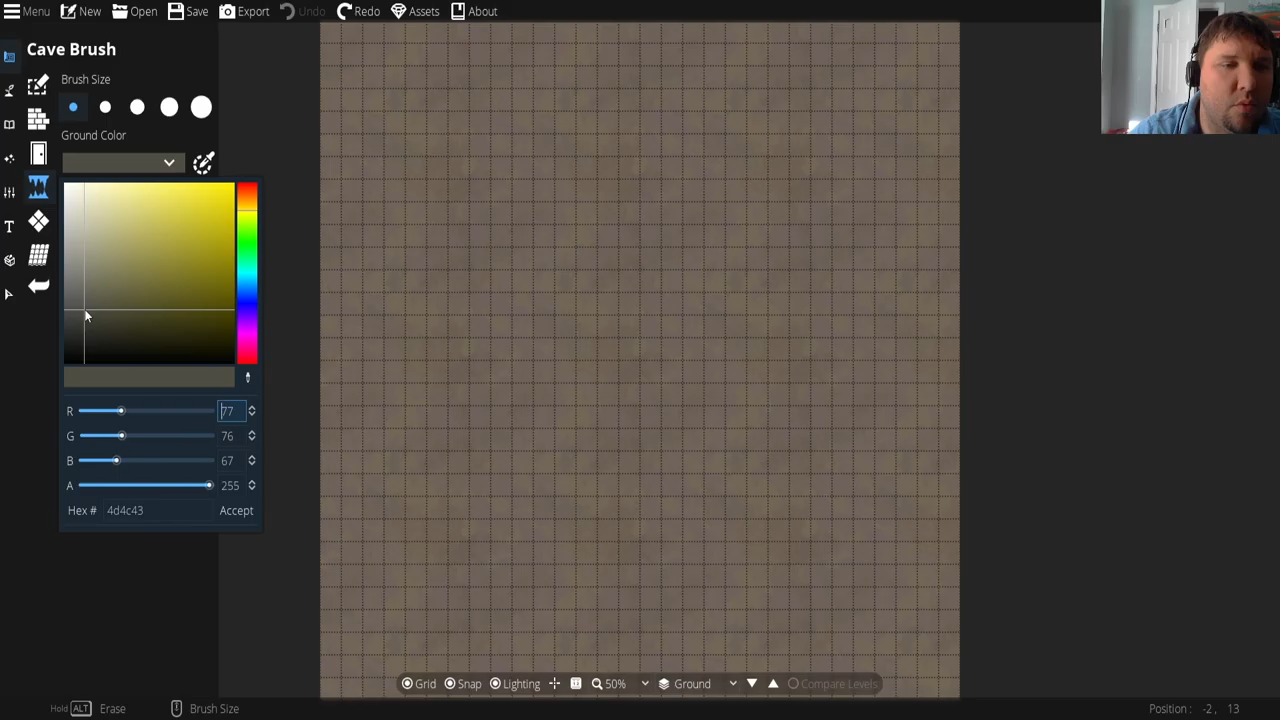 Menu New Open Save Export Undo Redo Assets About
Cave Brush
Brush Size
Ground Color
R 77
G 76
B 67
A 255
Hex # 4d4c43 Accept
Grid Snap Lighting 50% Ground Compare Levels
Hold ALT Erase Brush Size Position : -2 , 13